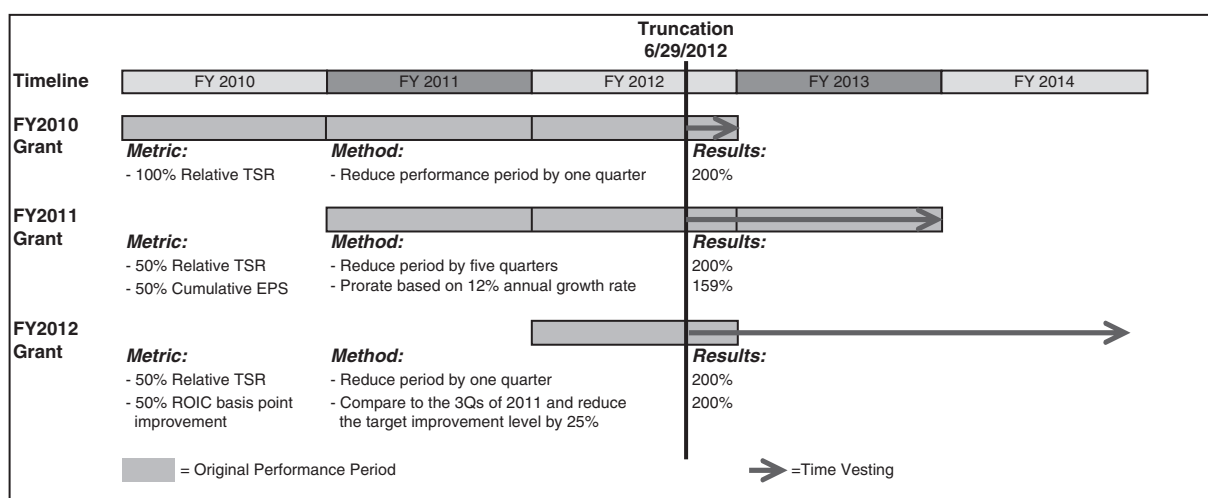 Truncation
6/29/2012
Timeline FY 2010 FY 2011 FY 2012 FY 2013 FY 2014
FY2010
Grant
Metric: Method: Results:
- 100% Relative TSR - Reduce performance period by one quarter 200%
FY2011
Grant
Metric: Method: Results:
- 50% Relative TSR - Reduce period by five quarters 200%
- 50% Cumulative EPS - Prorate based on 12% annual growth rate 159%
FY2012
Grant
Metric: Method: Results:
- 50% Relative TSR - Reduce period by one quarter 200%
- 50% ROIC basis point - Compare to the 3Qs of 2011 and reduce 200%
improvement the target improvement level by 25%
= Original Performance Period =Time Vesting